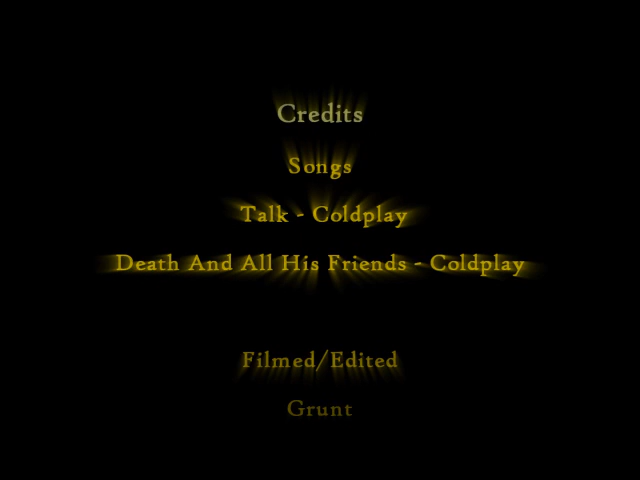 Credits
Songs
Talk - Coldplay
Death And All His Friends - Coldplay
Filmed/Edited
Grunt